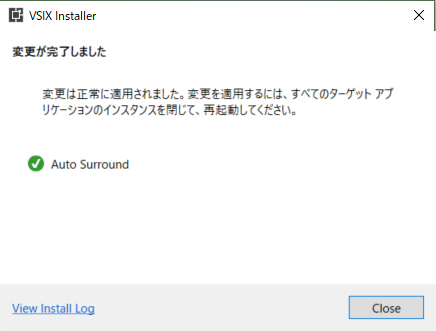 VSIX Installer
変更が完了しました
変更は正常に適用されました。変更を適用するには、すべてのターゲット アプ
リケーションのインスタンスを閉じて、再起動してください。
Auto Surround
View Install Log
Close